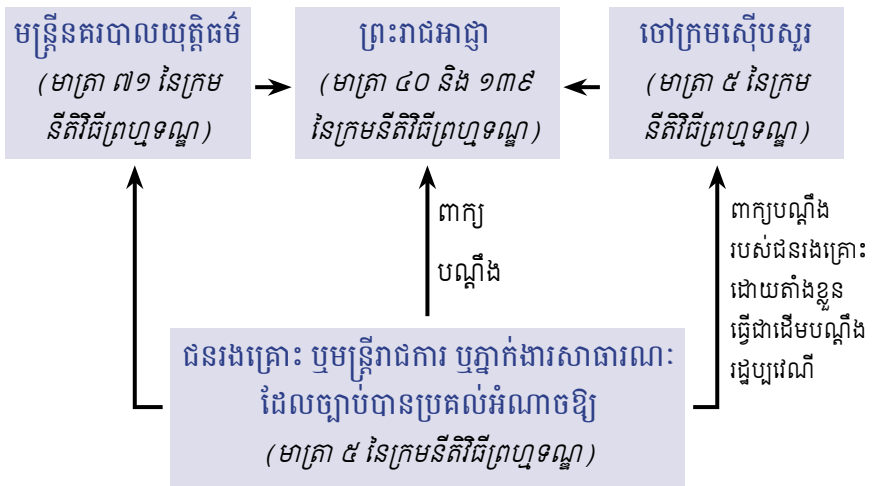 មន្ត្រីនគរបាលយុត្តិធម៌
(មាត្រា ៧១ នៃក្រម
នីតិវិធីព្រហ្មទណ្ឌ)
ព្រះរាជអាជ្ញា
(មាត្រា ៤០ និង ១៣៩
នៃក្រមនីតិវិធីព្រហ្មទណ្ឌ)
ចៅក្រមស៊ើបសួរ
(មាត្រា ៥ នៃក្រម
នីតិវិធីព្រហ្មទណ្ឌ)
ពាក្យ
បណ្តឹង
ពាក្យបណ្តឹង
របស់ជនរងគ្រោះ
ដោយតាំងខ្លួន
ធ្វើជាដើមបណ្តឹង
រដ្ឋប្បវេណី
ជនរងគ្រោះ ឬមន្ត្រីរាជការ ឬភ្នាក់ងារសាធារណៈ
ដែលច្បាប់បានប្រគល់អំណាចឱ្យ
(មាត្រា ៥ នៃក្រមនីតិវិធីព្រហ្មទណ្ឌ)